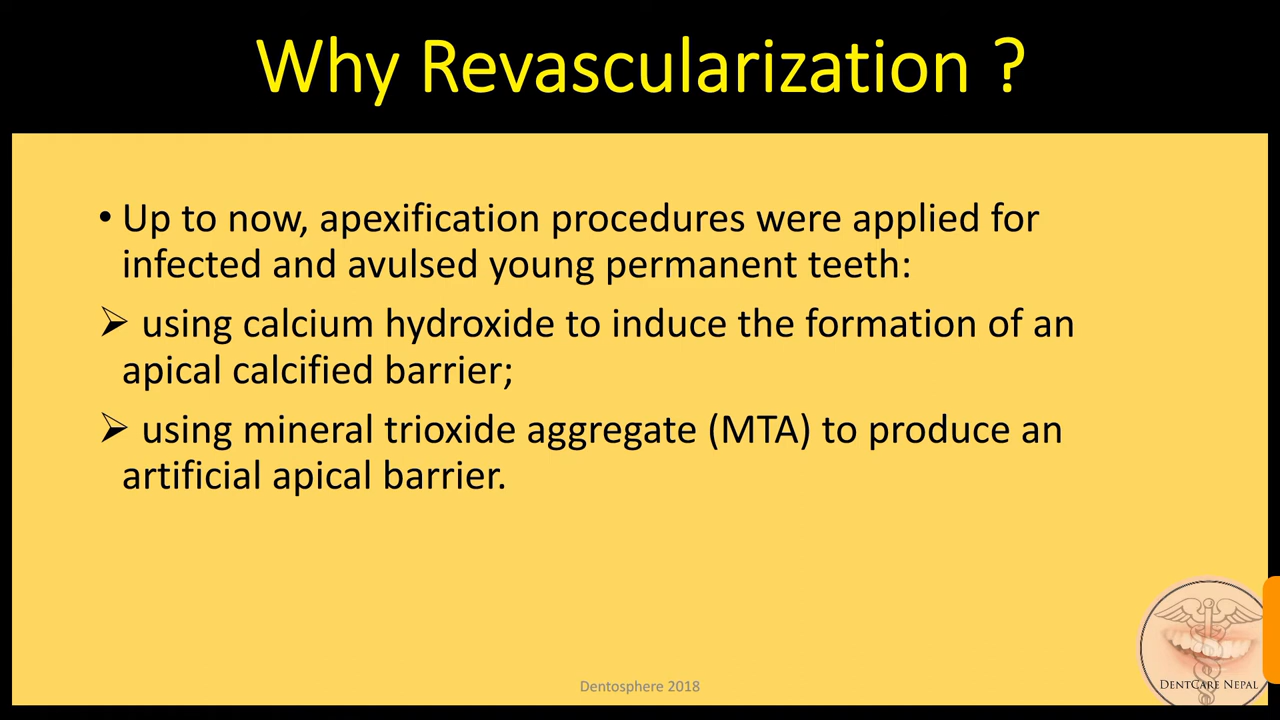 Why Revascularization ?
• Up to now, apexification procedures were applied for
infected and avulsed young permanent teeth:
➢ using calcium hydroxide to induce the formation of an
apical calcified barrier;
➢ using mineral trioxide aggregate (MTA) to produce an
artificial apical barrier.
Dentosphere 2018
DENTCARE NEPAL